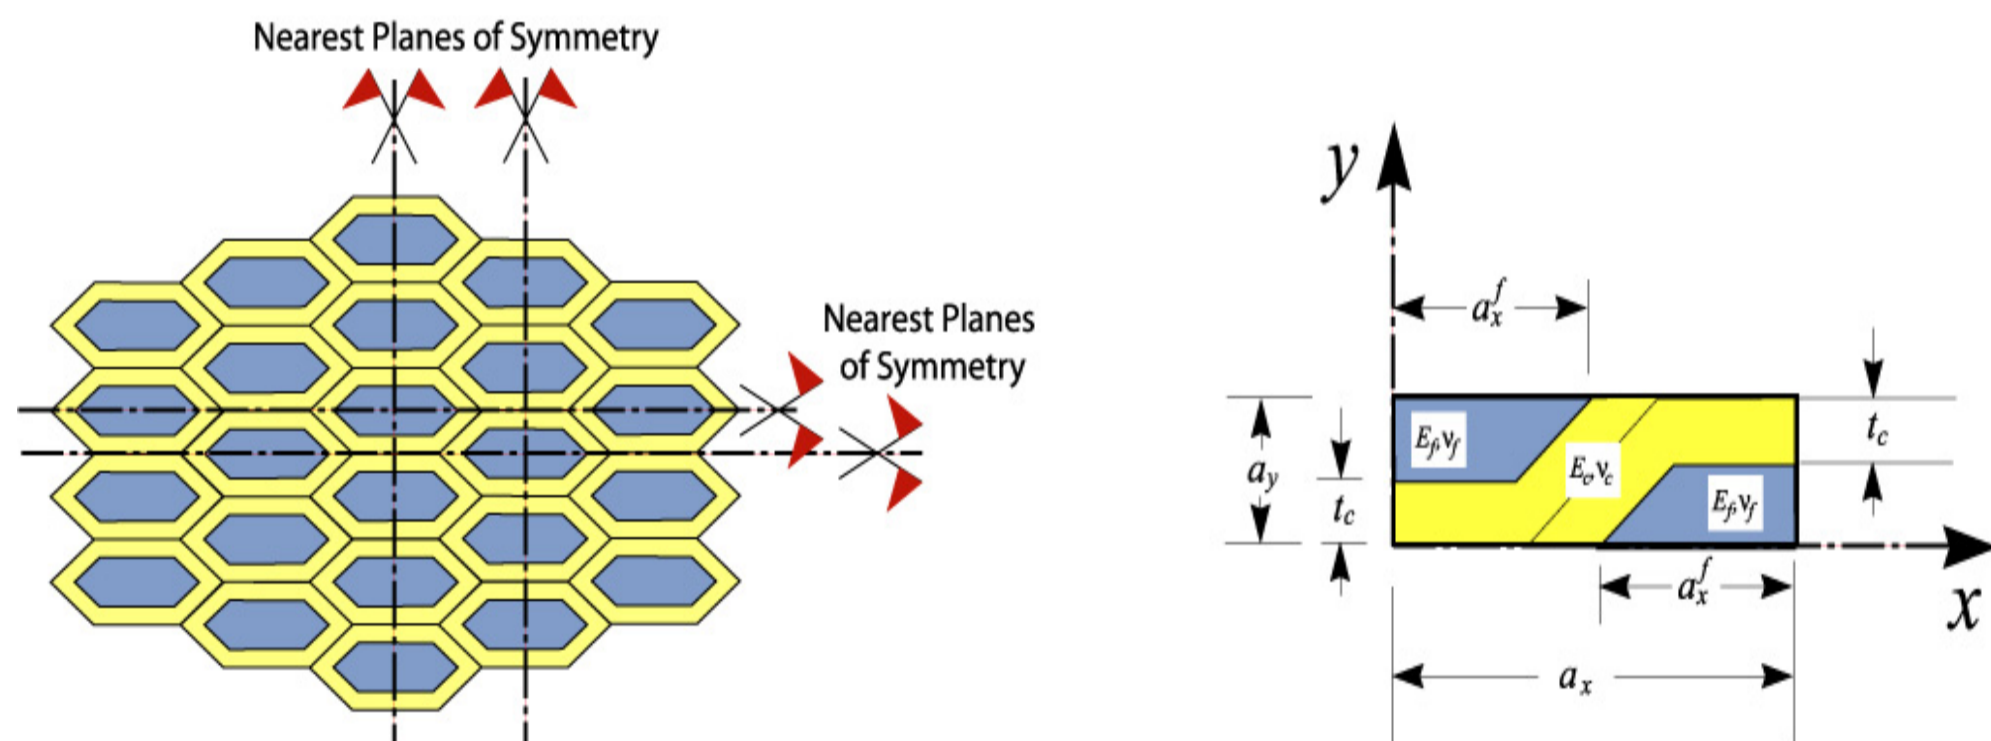 Nearest Planes of Symmetry
Nearest Planes
of Symmetry
y
a_x^f
E_f, ν_f
t_c
a_y
E_c, ν_c
t_c
E_f, ν_f
a_x^f
x
a_x